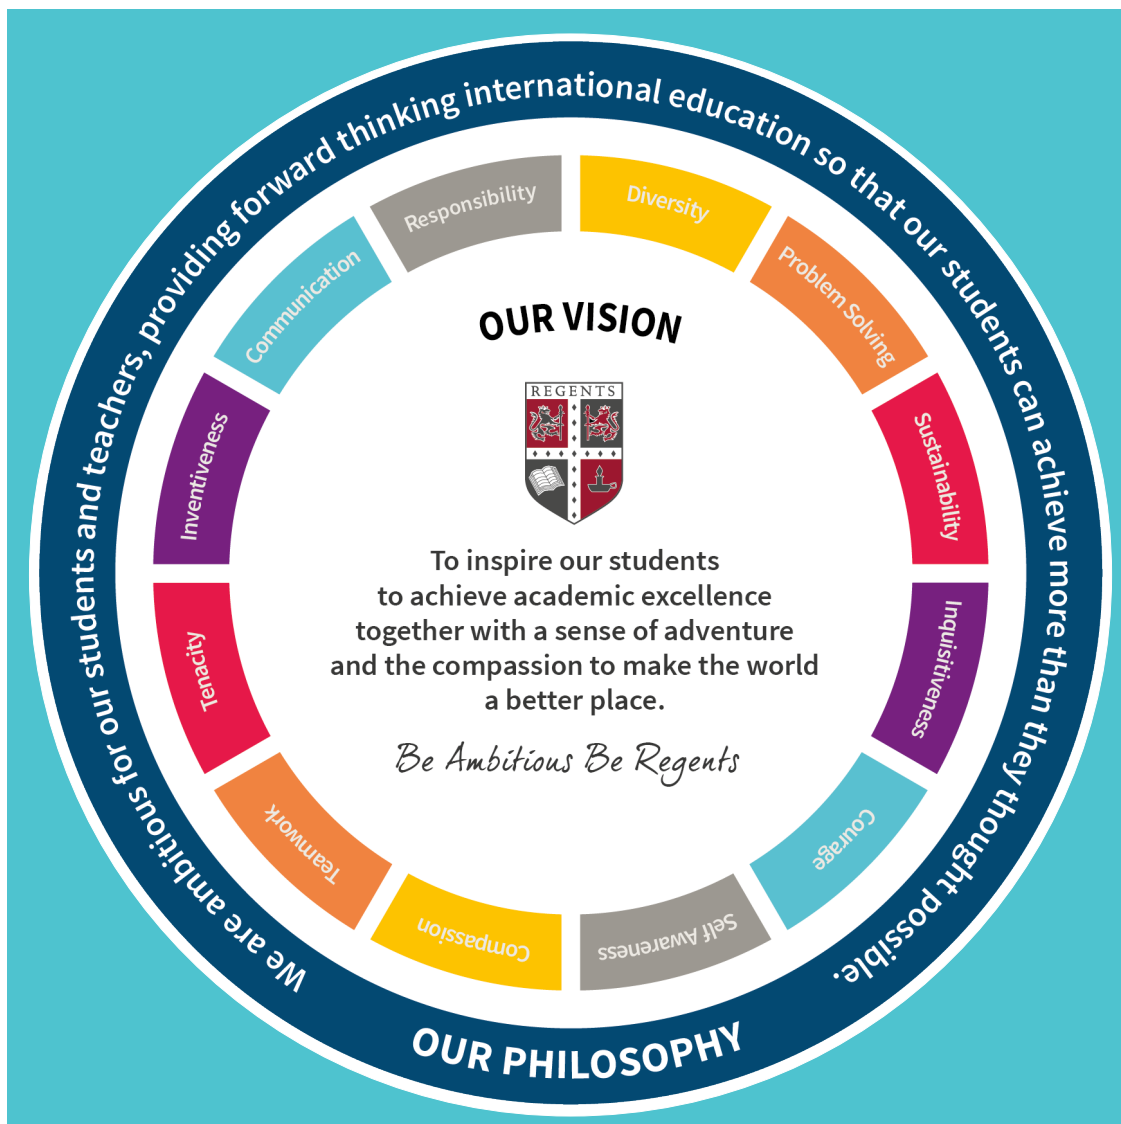 We are ambitious for our students and teachers, providing forward thinking international education so that our students can achieve more than they thought possible.
OUR PHILOSOPHY
Responsibility
Diversity
Problem Solving
Sustainability
Inquisitiveness
Courage
Self Awareness
Compassion
Teamwork
Tenacity
Inventiveness
Communication
OUR VISION
REGENTS
To inspire our students
to achieve academic excellence
together with a sense of adventure
and the compassion to make the world
a better place.
Be Ambitious Be Regents